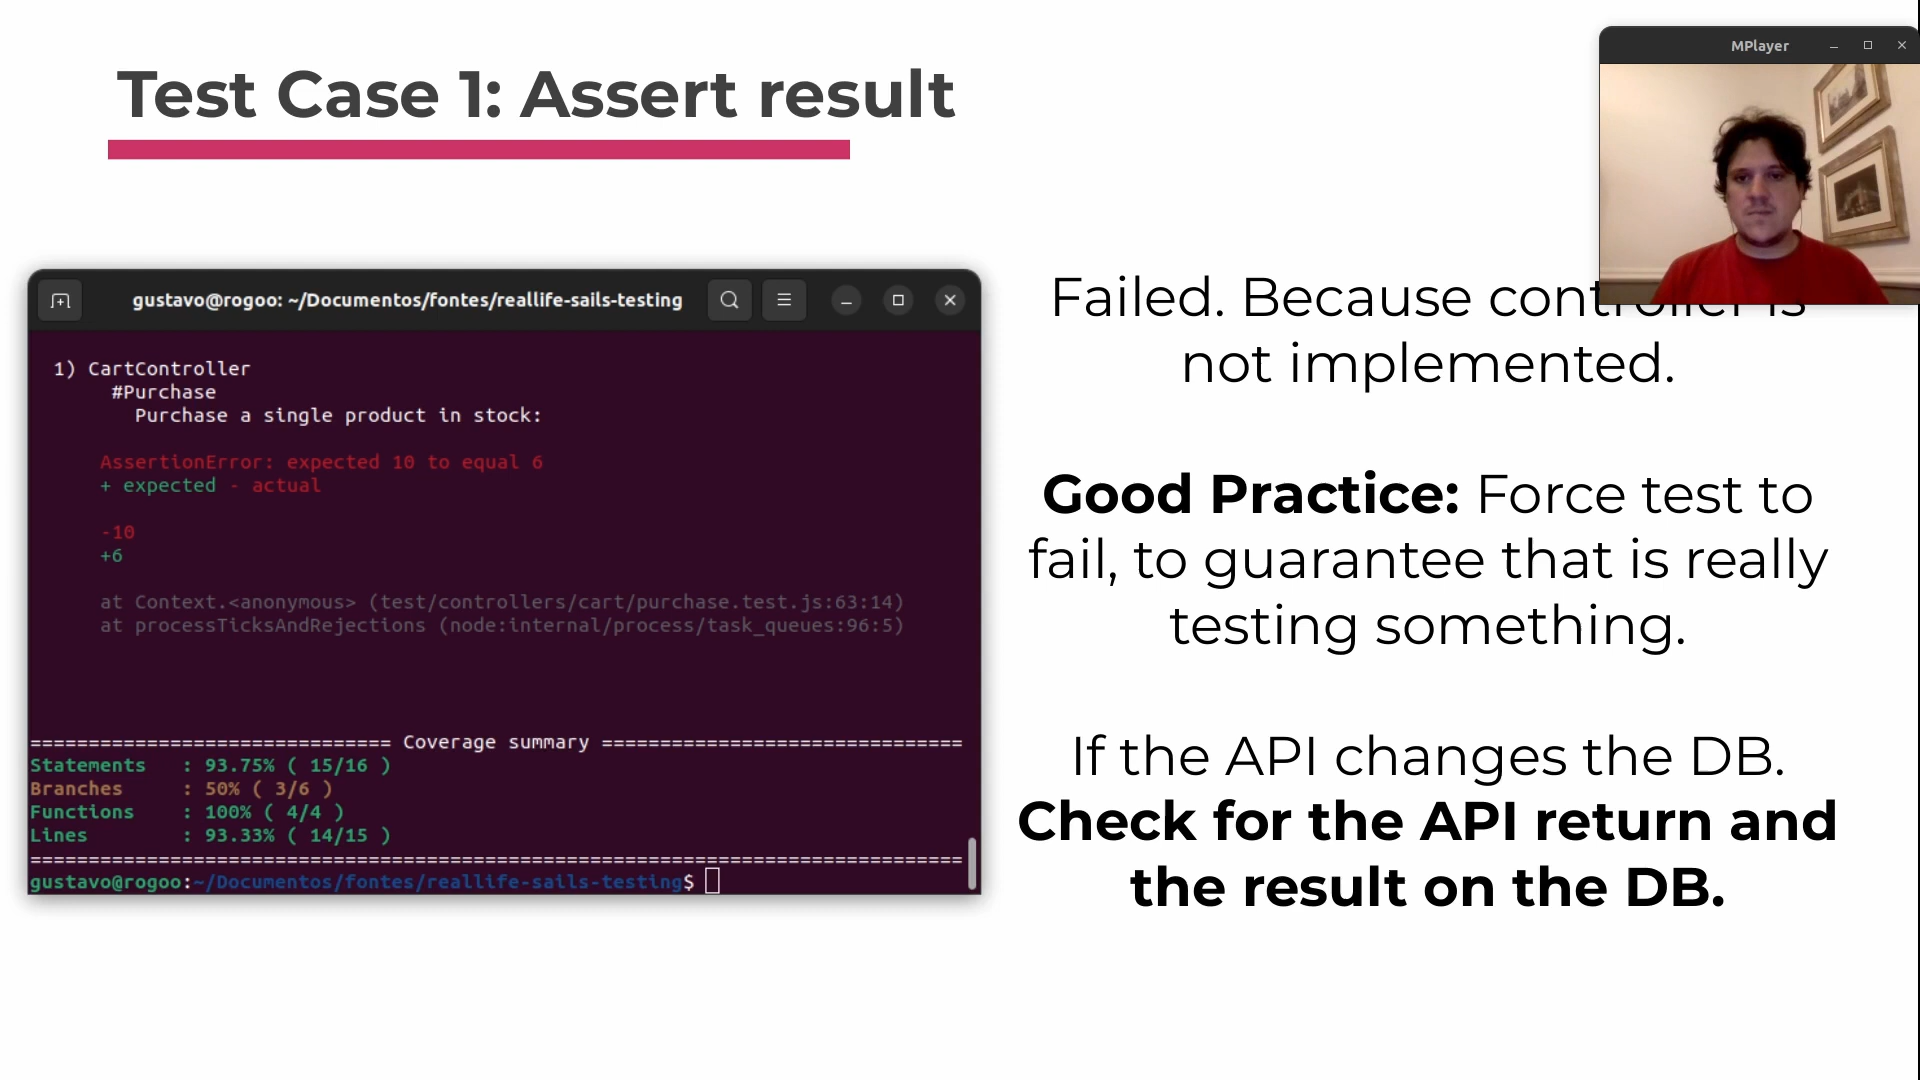 Test Case 1: Assert result
MPlayer
gustavo@rogoo: ~/Documentos/fontes/reallife-sails-testing
1) CartController
#Purchase
Purchase a single product in stock:
AssertionError: expected 10 to equal 6
+ expected - actual
-10
+6
at Context.<anonymous> (test/controllers/cart/purchase.test.js:63:14)
at processTicksAndRejections (node:internal/process/task_queues:96:5)
=============================== Coverage summary ===============================
Statements   : 93.75% ( 15/16 )
Branches     : 50% ( 3/6 )
Functions    : 100% ( 4/4 )
Lines        : 93.33% ( 14/15 )
================================================================================
gustavo@rogoo:~/Documentos/fontes/reallife-sails-testing$
Failed. Because controller is
not implemented.
Good Practice: Force test to
fail, to guarantee that is really
testing something.
If the API changes the DB.
Check for the API return and
the result on the DB.